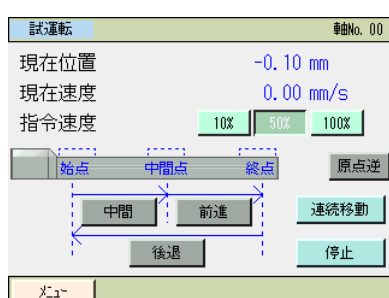 試運転 軸No. 00
現在位置 -0.10 mm
現在速度 0.00 mm/s
指令速度 10% 50% 100%
始点 中間点 終点 原点逆
中間 前進 連続移動
後退 停止
メニュー